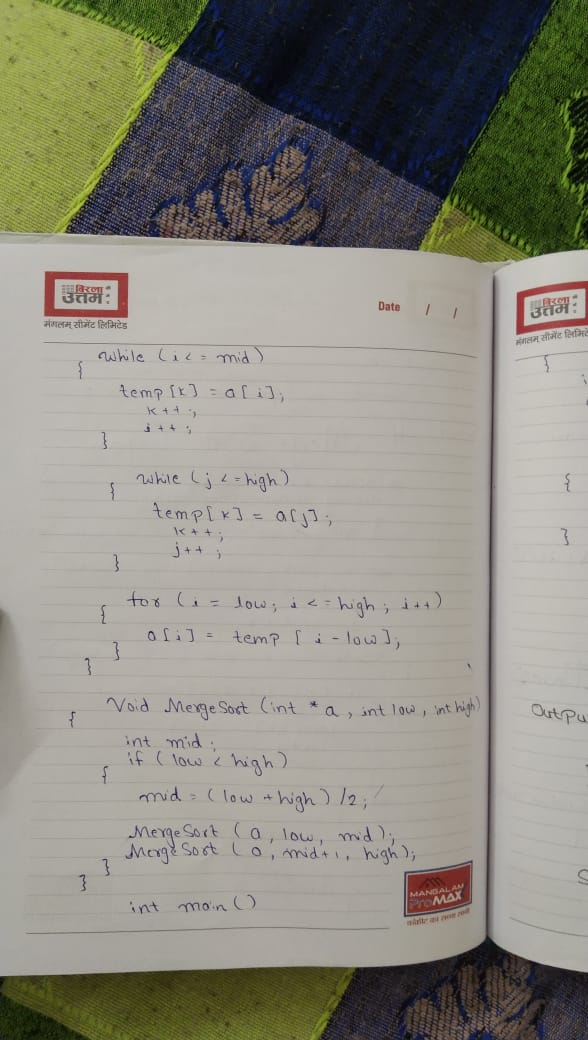 बिरला
उत्तम
मंगलम् सीमेंट लिमिटेड
Date / /
while (i <= mid)
{
temp [k] = a[i];
k++;
i++;
}
while (j <= high)
{
temp[k] = a[j];
k++;
j++;
}
for (i = low; i <= high; i++)
{
a[i] = temp [i-low];
}
}
Void MergeSort (int *a, int low, int high)
{
int mid;
if (low < high)
{
mid = (low + high)/2;
MergeSort (a, low, mid);
MergeSort (a, mid+1, high);
}
}
int main()
MANGALAM
ProMAX
बिरला
उत्तम
मंगलम् सीमेंट
{
{
}
Outpu